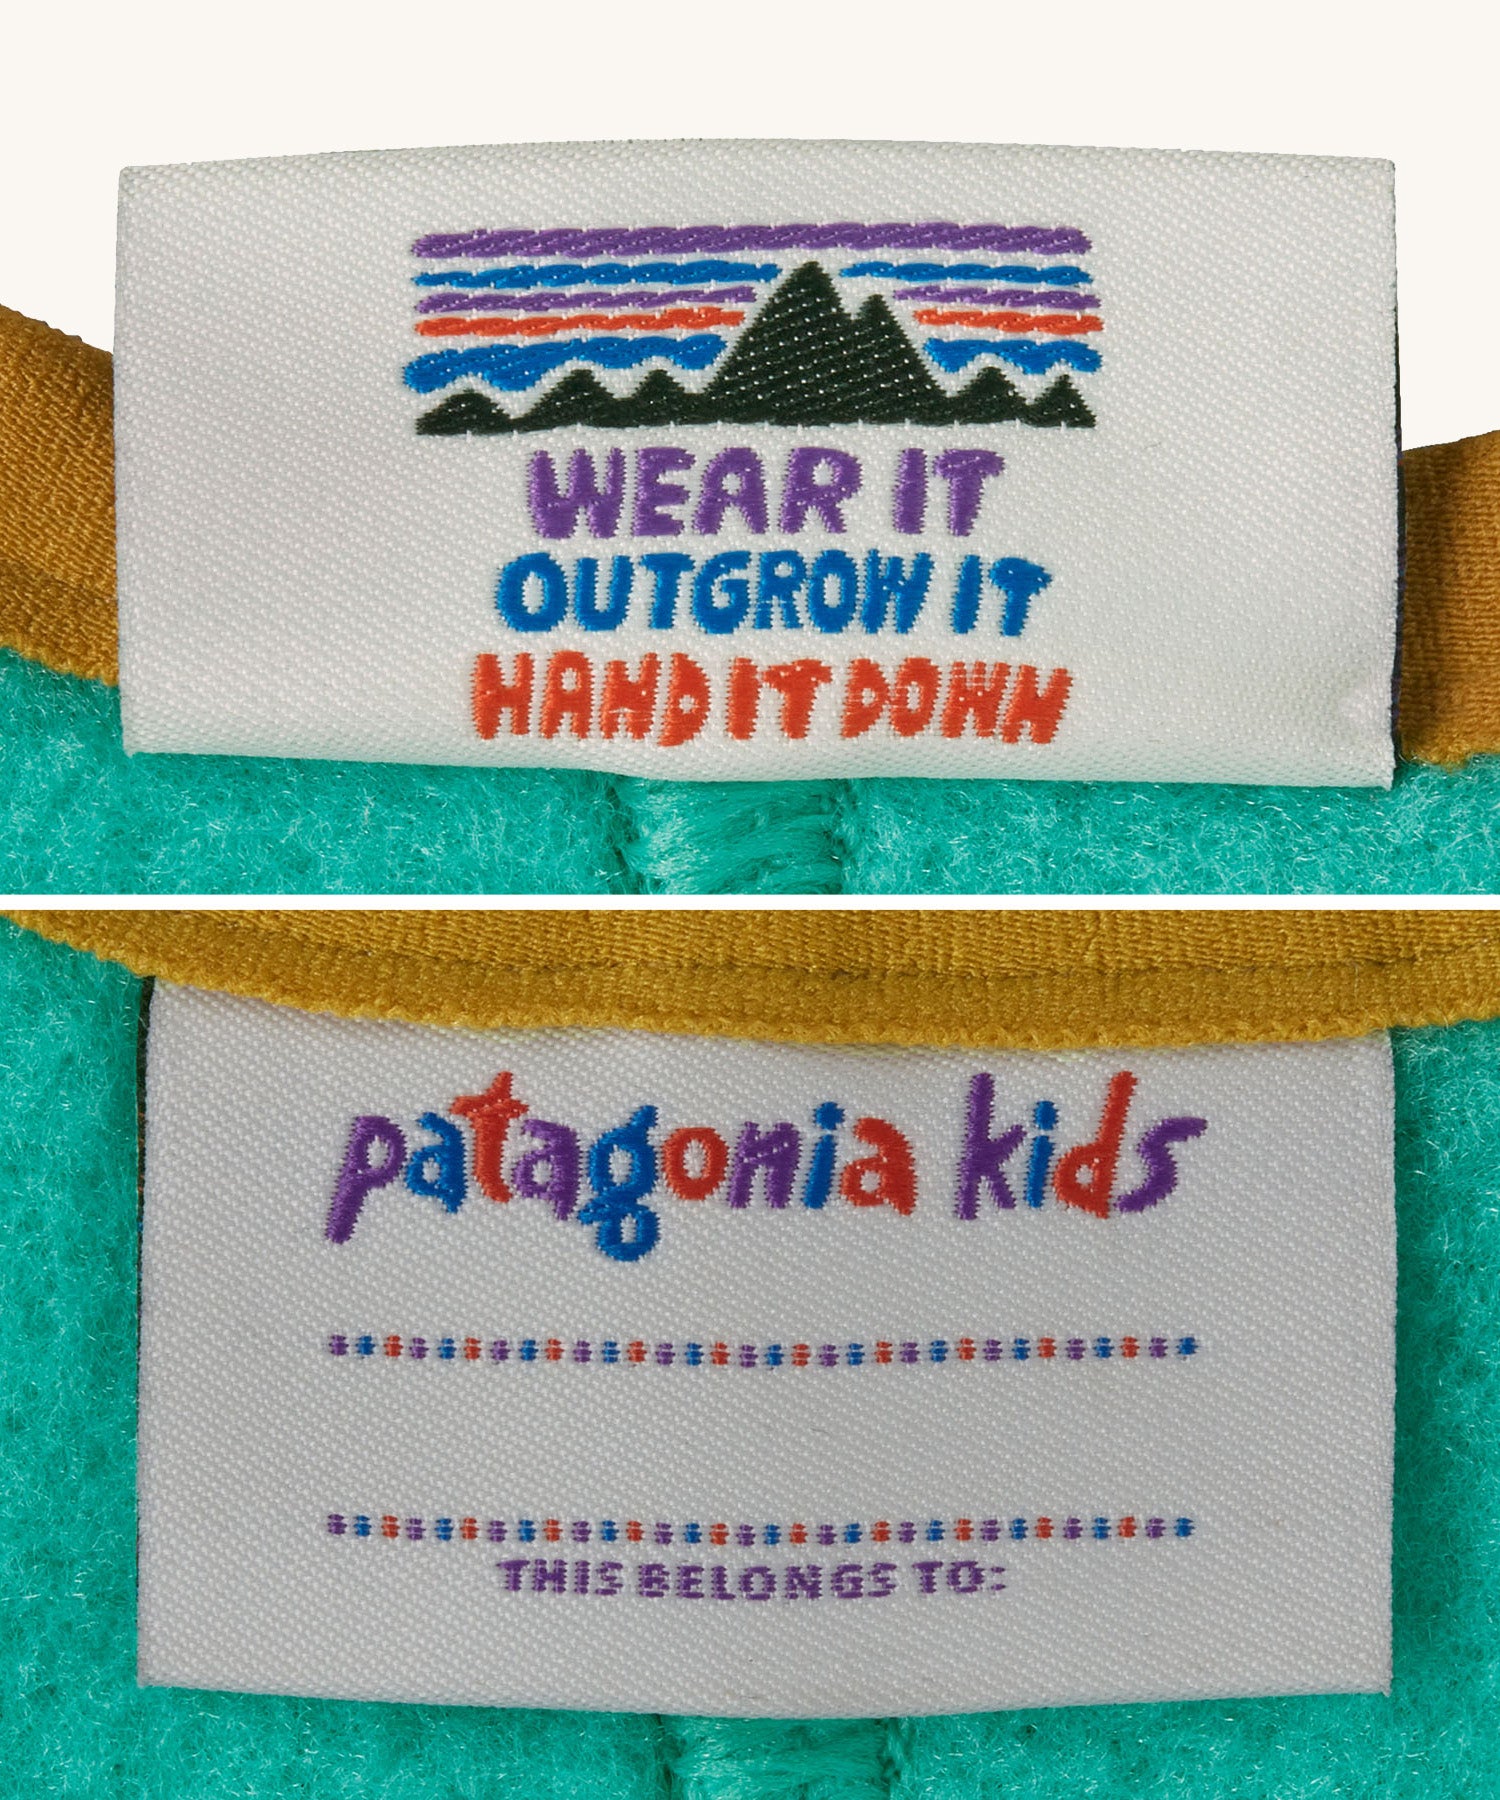 WEAR IT
OUTGROW IT
HAND IT DOWN
patagonia kids
THIS BELONGS TO: